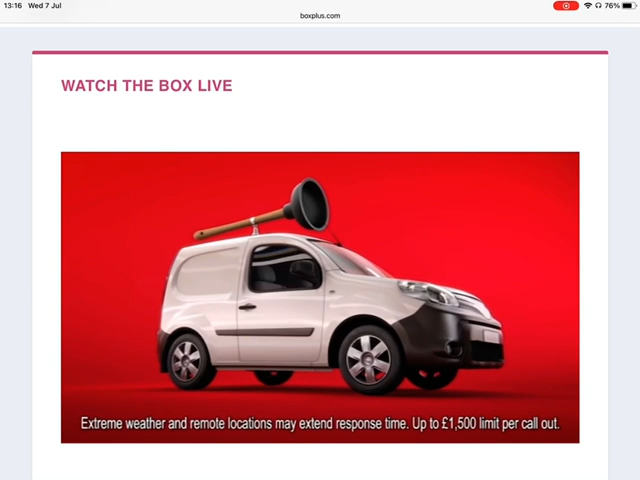 13:16 Wed 7 Jul
76%
boxplus.com
WATCH THE BOX LIVE
Extreme weather and remote locations may extend response time. Up to £1,500 limit per call out.